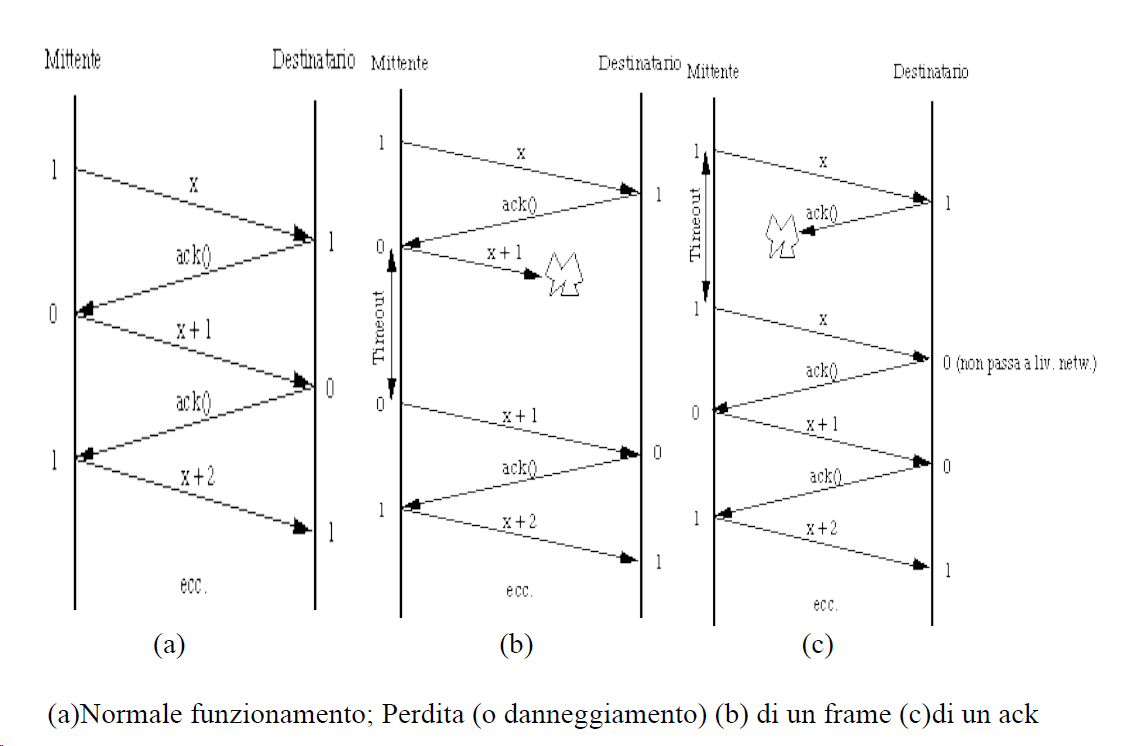 Mittente
Destinatario
1
x
1
ack()
0
x+1
0
ack()
1
x+2
1
ecc.
(a)
Mittente
Destinatario
1
x
1
ack()
0
x+1
Timeout
0
x+1
0
ack()
1
x+2
1
ecc.
(b)
Mittente
Destinatario
1
x
1
ack()
Timeout
1
x
0 (non passa a liv. netw.)
ack()
0
x+1
0
ack()
1
x+2
1
ecc.
(c)
(a)Normale funzionamento; Perdita (o danneggiamento) (b) di un frame (c)di un ack